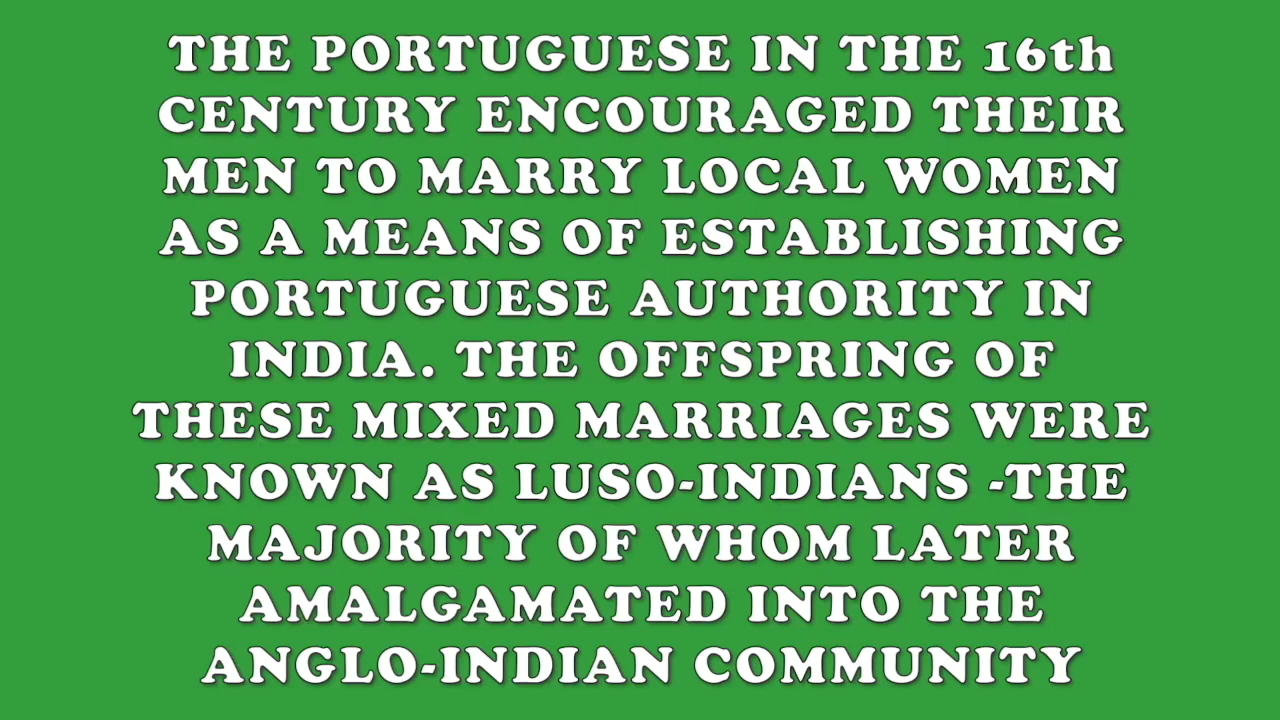 THE PORTUGUESE IN THE 16th
CENTURY ENCOURAGED THEIR
MEN TO MARRY LOCAL WOMEN
AS A MEANS OF ESTABLISHING
PORTUGUESE AUTHORITY IN
INDIA. THE OFFSPRING OF
THESE MIXED MARRIAGES WERE
KNOWN AS LUSO-INDIANS -THE
MAJORITY OF WHOM LATER
AMALGAMATED INTO THE
ANGLO-INDIAN COMMUNITY